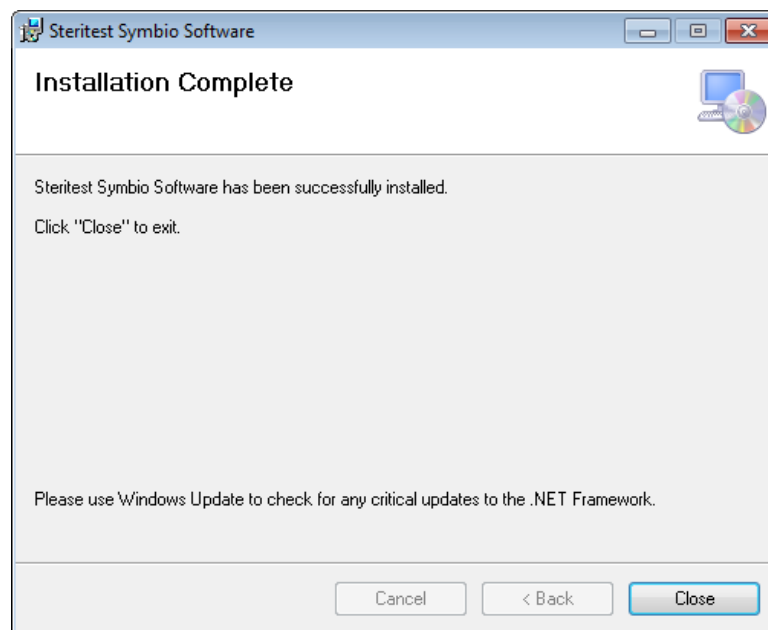 Steritest Symbio Software
Installation Complete
Steritest Symbio Software has been successfully installed.
Click "Close" to exit.
Please use Windows Update to check for any critical updates to the .NET Framework.
Cancel
< Back
Close